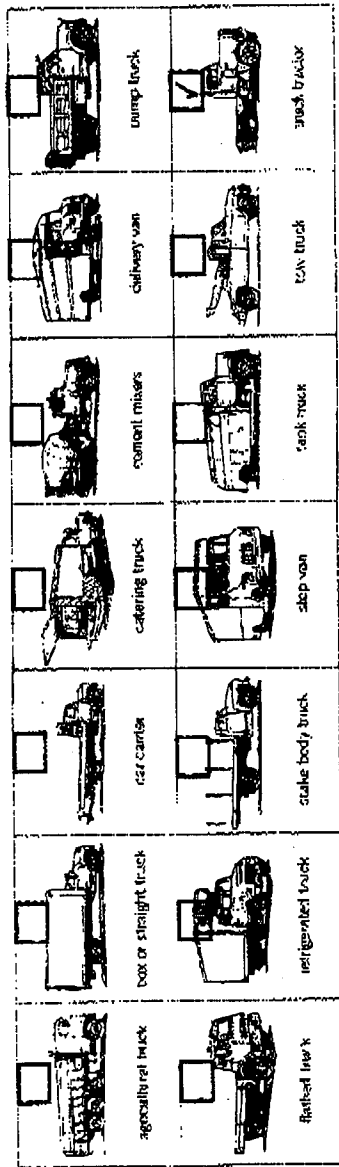 agricultural truck
box or straight truck
car carrier
catering truck
cement mixers
delivery van
dump truck
flatbed truck
refrigerated truck
stake body truck
step van
tank truck
tow truck
truck tractor